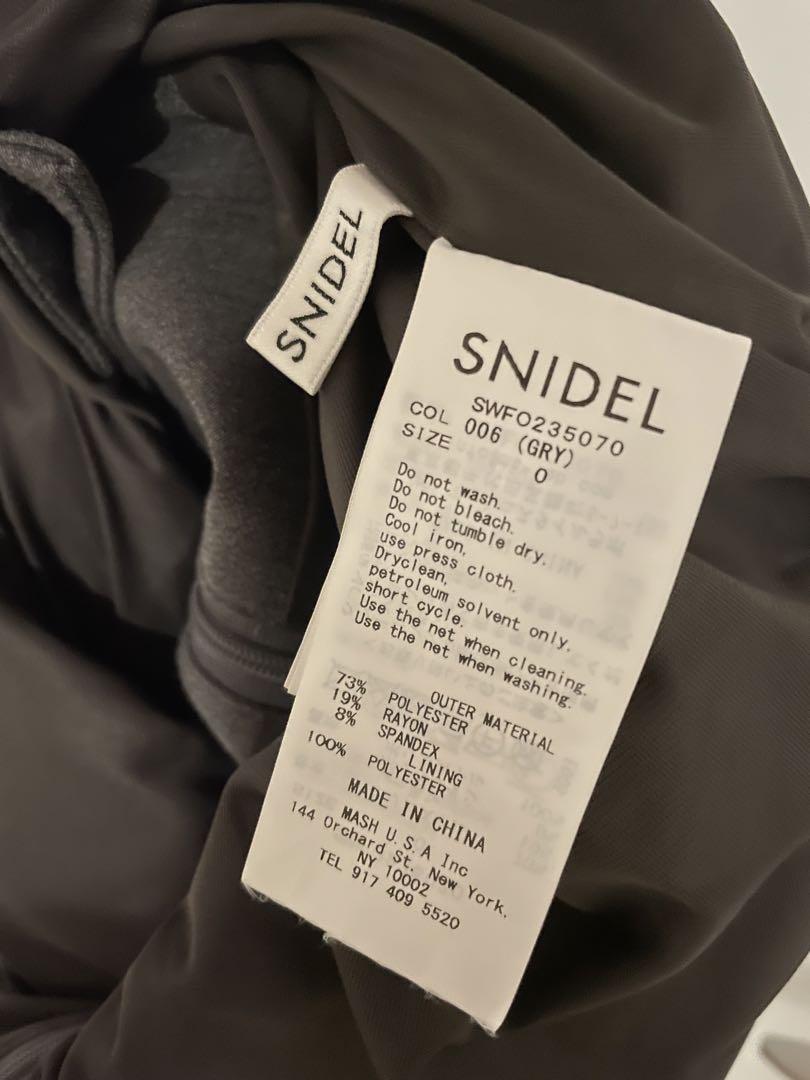 SNIDEL
SNIDEL
SWFO235070
COL 006 (GRY)
SIZE 0
Do not wash.
Do not bleach.
Do not tumble dry.
Cool iron,
use press cloth.
Dryclean,
petroleum solvent only,
short cycle.
Use the net when cleaning.
Use the net when washing.
OUTER MATERIAL
73% POLYESTER
19% RAYON
8% SPANDEX
LINING
100% POLYESTER
MADE IN CHINA
MASH U.S.A Inc
144 Orchard St. New York,
NY 10002
TEL 917 409 5520